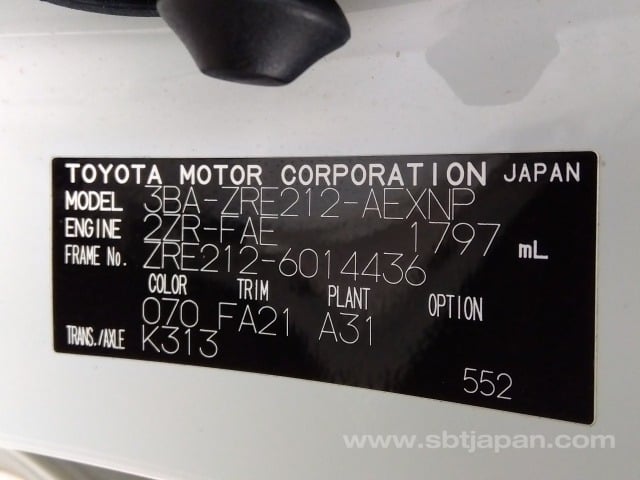 TOYOTA MOTOR CORPORATION JAPAN
MODEL 3BA-ZRE212-AEXNP
ENGINE 2ZR-FAE 1797 mL
FRAME No. ZRE212-6014436
COLOR TRIM PLANT OPTION
070 FA21 A31
TRANS./AXLE K313
552
www.sbtjapan.com